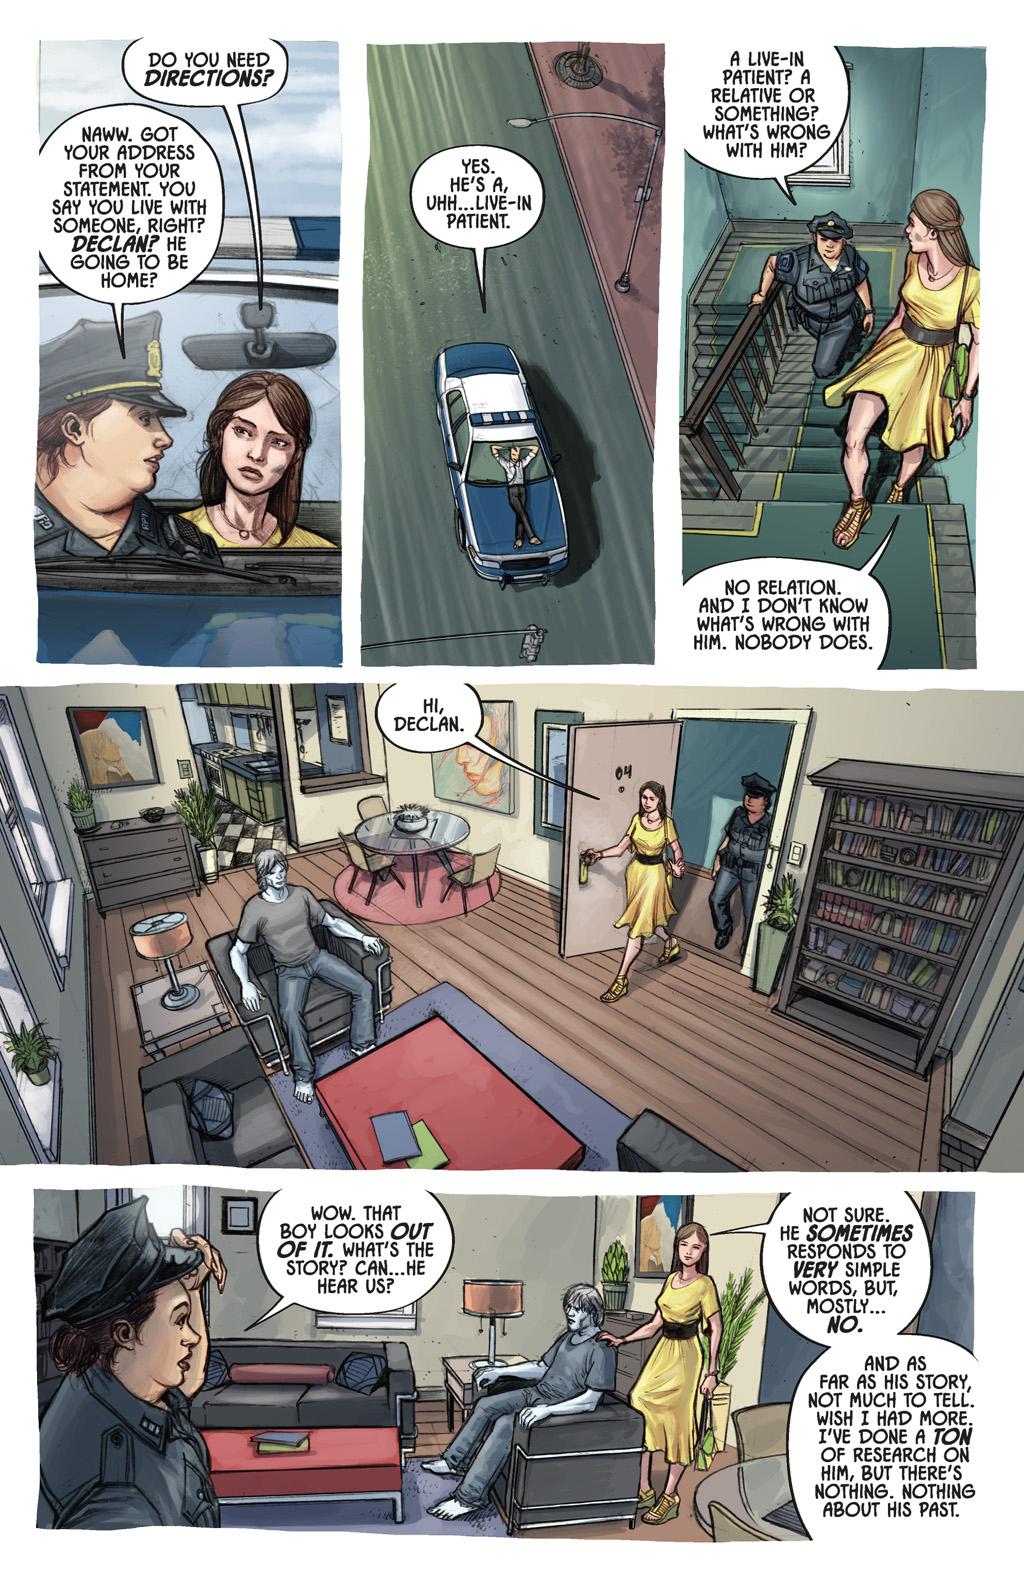 DO YOU NEED
DIRECTIONS?
NAWW. GOT
YOUR ADDRESS
FROM YOUR
STATEMENT. YOU
SAY YOU LIVE WITH
SOMEONE, RIGHT?
DECLAN? HE
GOING TO BE
HOME?
YES.
HE'S A,
UHH...LIVE-IN
PATIENT.
A LIVE-IN
PATIENT? A
RELATIVE OR
SOMETHING?
WHAT'S WRONG
WITH HIM?
NO RELATION.
AND I DON'T KNOW
WHAT'S WRONG WITH
HIM. NOBODY DOES.
HI,
DECLAN.
04
WOW. THAT
BOY LOOKS OUT
OF IT. WHAT'S THE
STORY? CAN...HE
HEAR US?
NOT SURE.
HE SOMETIMES
RESPONDS TO
VERY SIMPLE
WORDS, BUT,
MOSTLY...
NO.
AND AS
FAR AS HIS STORY,
NOT MUCH TO TELL.
WISH I HAD MORE.
I'VE DONE A TON
OF RESEARCH ON
HIM, BUT THERE'S
NOTHING. NOTHING
ABOUT HIS PAST.